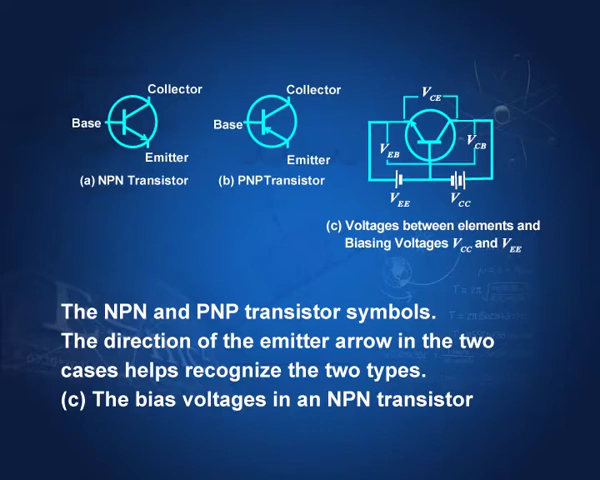 Collector
Base
Emitter
(a) NPN Transistor
Collector
Base
Emitter
(b) PNPTransistor
VCE
VEB
VCB
VEE
VCC
(c) Voltages between elements and
Biasing Voltages VCC and VEE
The NPN and PNP transistor symbols.
The direction of the emitter arrow in the two
cases helps recognize the two types.
(c) The bias voltages in an NPN transistor